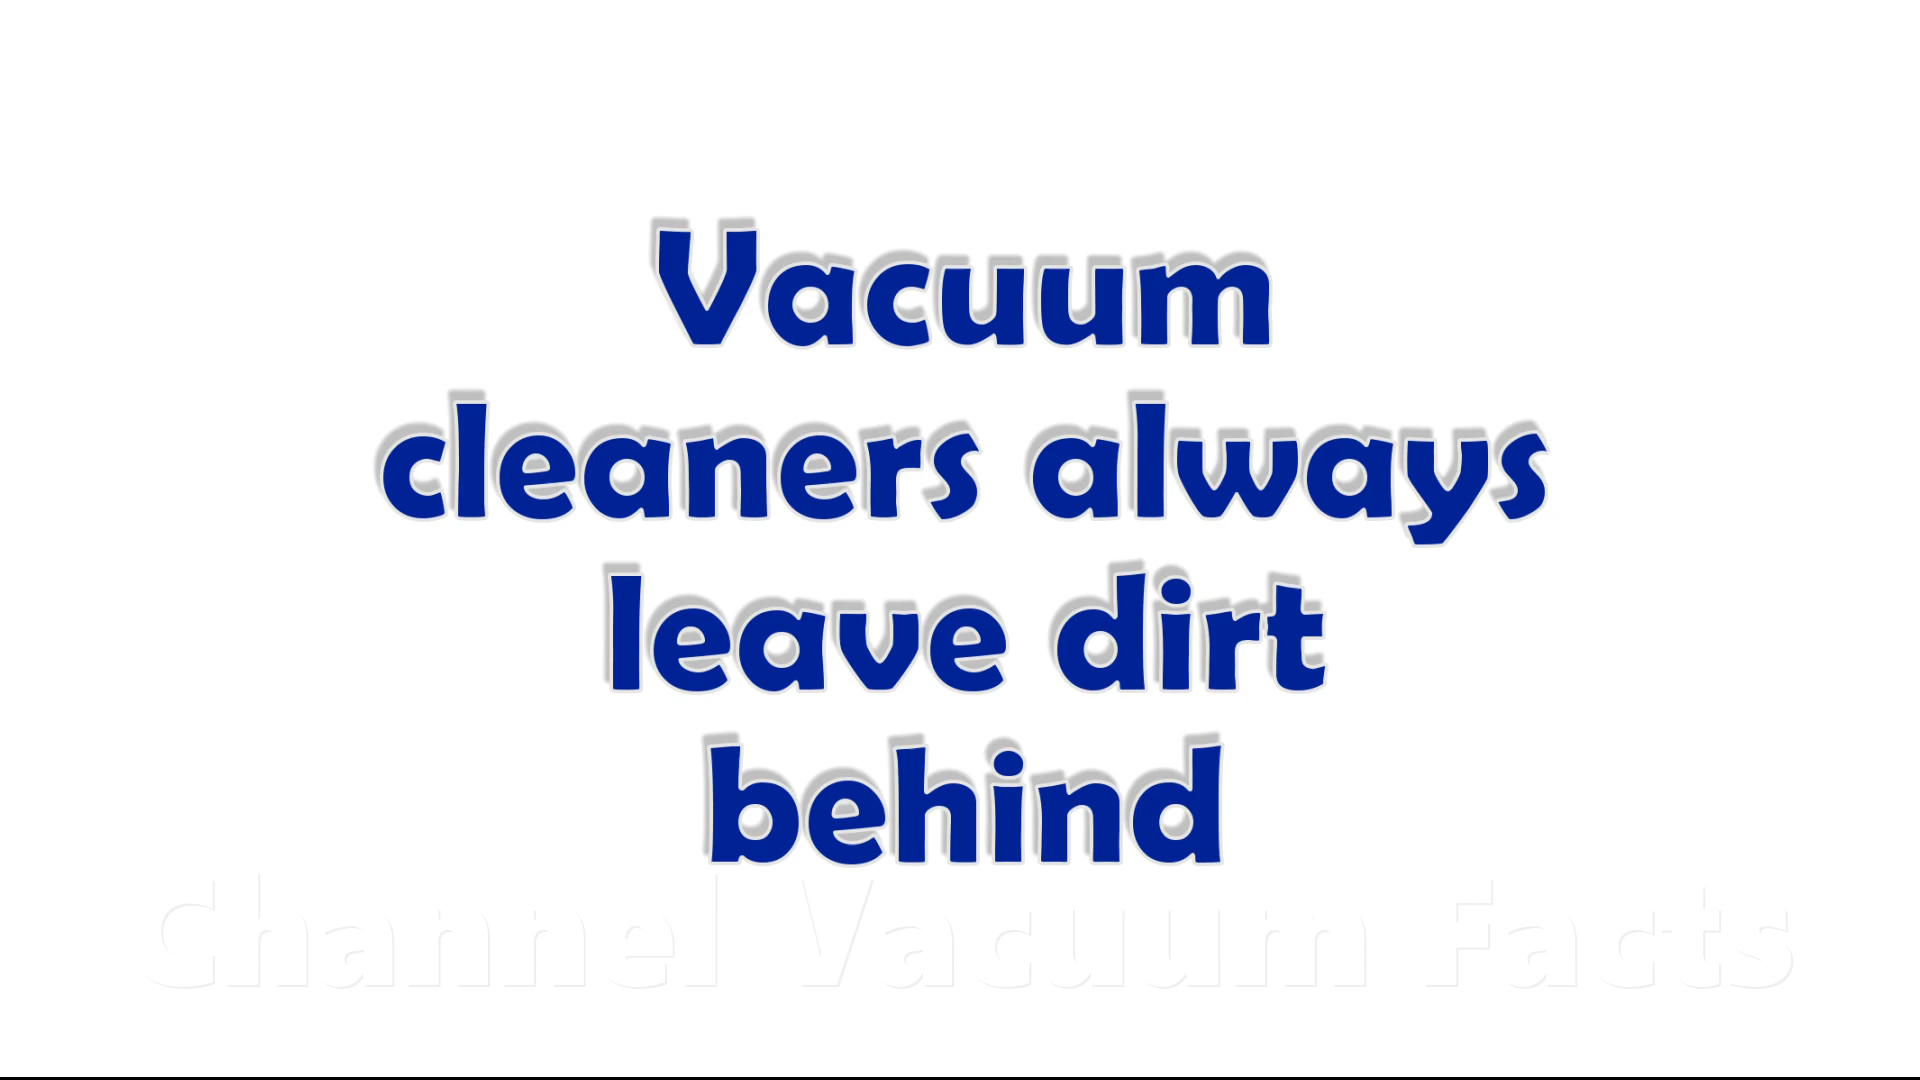 Vacuum
cleaners always
leave dirt
behind
Channel Vacuum Facts